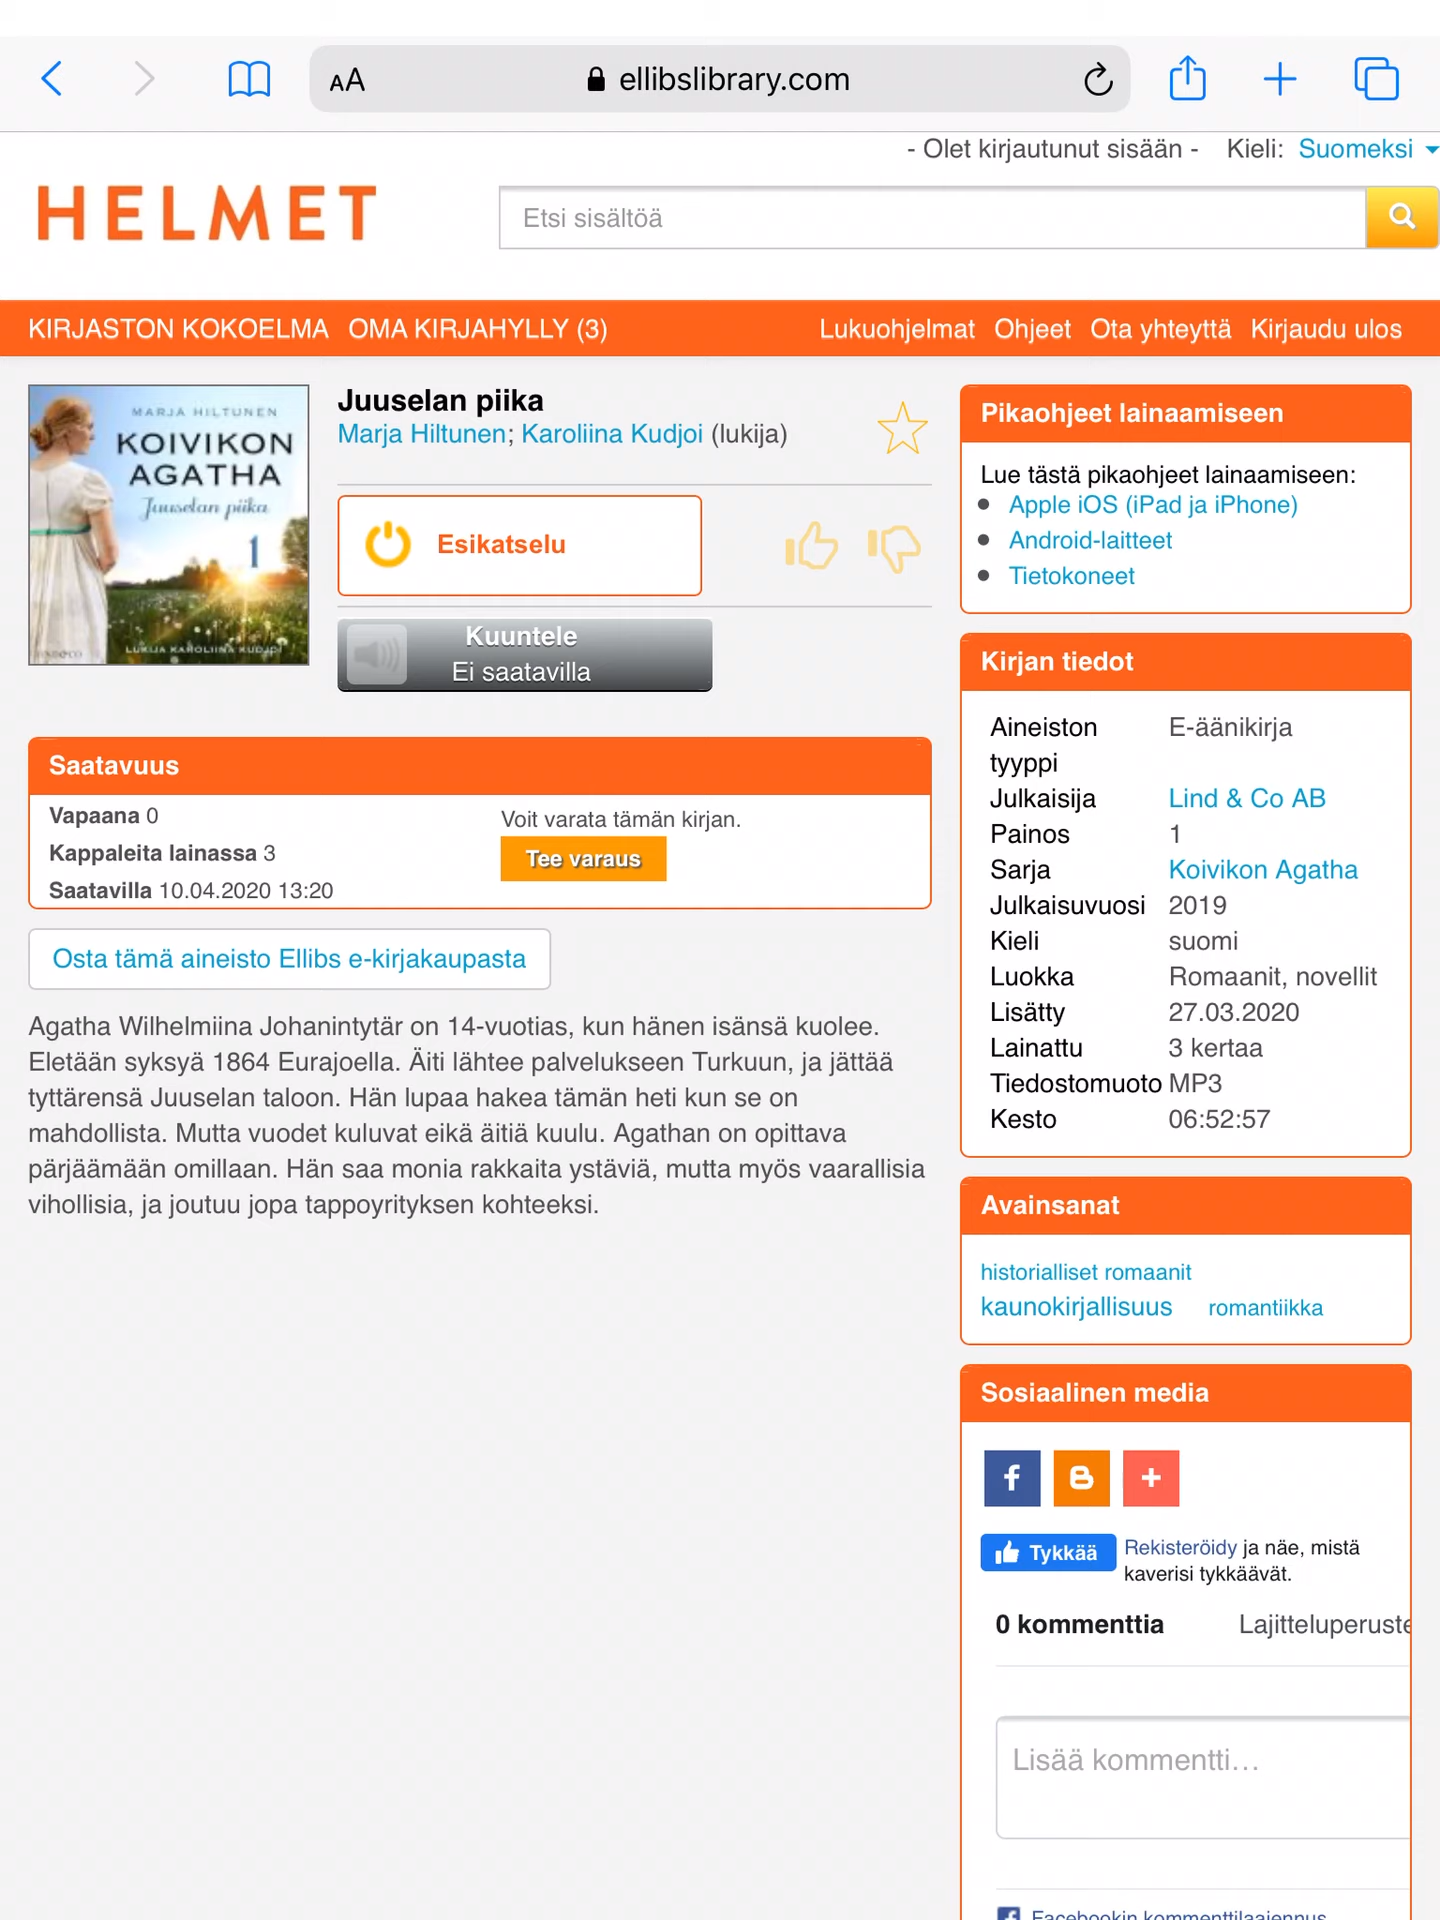 AA
ellibslibrary.com
- Olet kirjautunut sisään - Kieli: Suomeksi
HELMET
Etsi sisältöä
KIRJASTON KOKOELMA OMA KIRJAHYLLY (3) Lukuohjelmat Ohjeet Ota yhteyttä Kirjaudu ulos
MARJA HILTUNEN
KOIVIKON
AGATHA
Juuselan piika
1
LUKIJA KAROLIINA KUDJOI
Juuselan piika
Marja Hiltunen; Karoliina Kudjoi (lukija)
Esikatselu
Kuuntele
Ei saatavilla
Saatavuus
Vapaana 0
Kappaleita lainassa 3
Saatavilla 10.04.2020 13:20
Voit varata tämän kirjan.
Tee varaus
Osta tämä aineisto Ellibs e-kirjakaupasta
Agatha Wilhelmiina Johanintytär on 14-vuotias, kun hänen isänsä kuolee.
Eletään syksyä 1864 Eurajoella. Äiti lähtee palvelukseen Turkuun, ja jättää
tyttärensä Juuselan taloon. Hän lupaa hakea tämän heti kun se on
mahdollista. Mutta vuodet kuluvat eikä äitiä kuulu. Agathan on opittava
pärjäämään omillaan. Hän saa monia rakkaita ystäviä, mutta myös vaarallisia
vihollisia, ja joutuu jopa tappoyrityksen kohteeksi.
Pikaohjeet lainaamiseen
Lue tästä pikaohjeet lainaamiseen:
Apple iOS (iPad ja iPhone)
Android-laitteet
Tietokoneet
Kirjan tiedot
Aineiston tyyppi E-äänikirja
Julkaisija Lind & Co AB
Painos 1
Sarja Koivikon Agatha
Julkaisuvuosi 2019
Kieli suomi
Luokka Romaanit, novellit
Lisätty 27.03.2020
Lainattu 3 kertaa
Tiedostomuoto MP3
Kesto 06:52:57
Avainsanat
historialliset romaanit
kaunokirjallisuus romantiikka
Sosiaalinen media
Tykkää
Rekisteröidy ja näe, mistä
kaverisi tykkäävät.
0 kommenttia Lajitteluperuste
Lisää kommentti…
Facebookin kommenttilaajennus